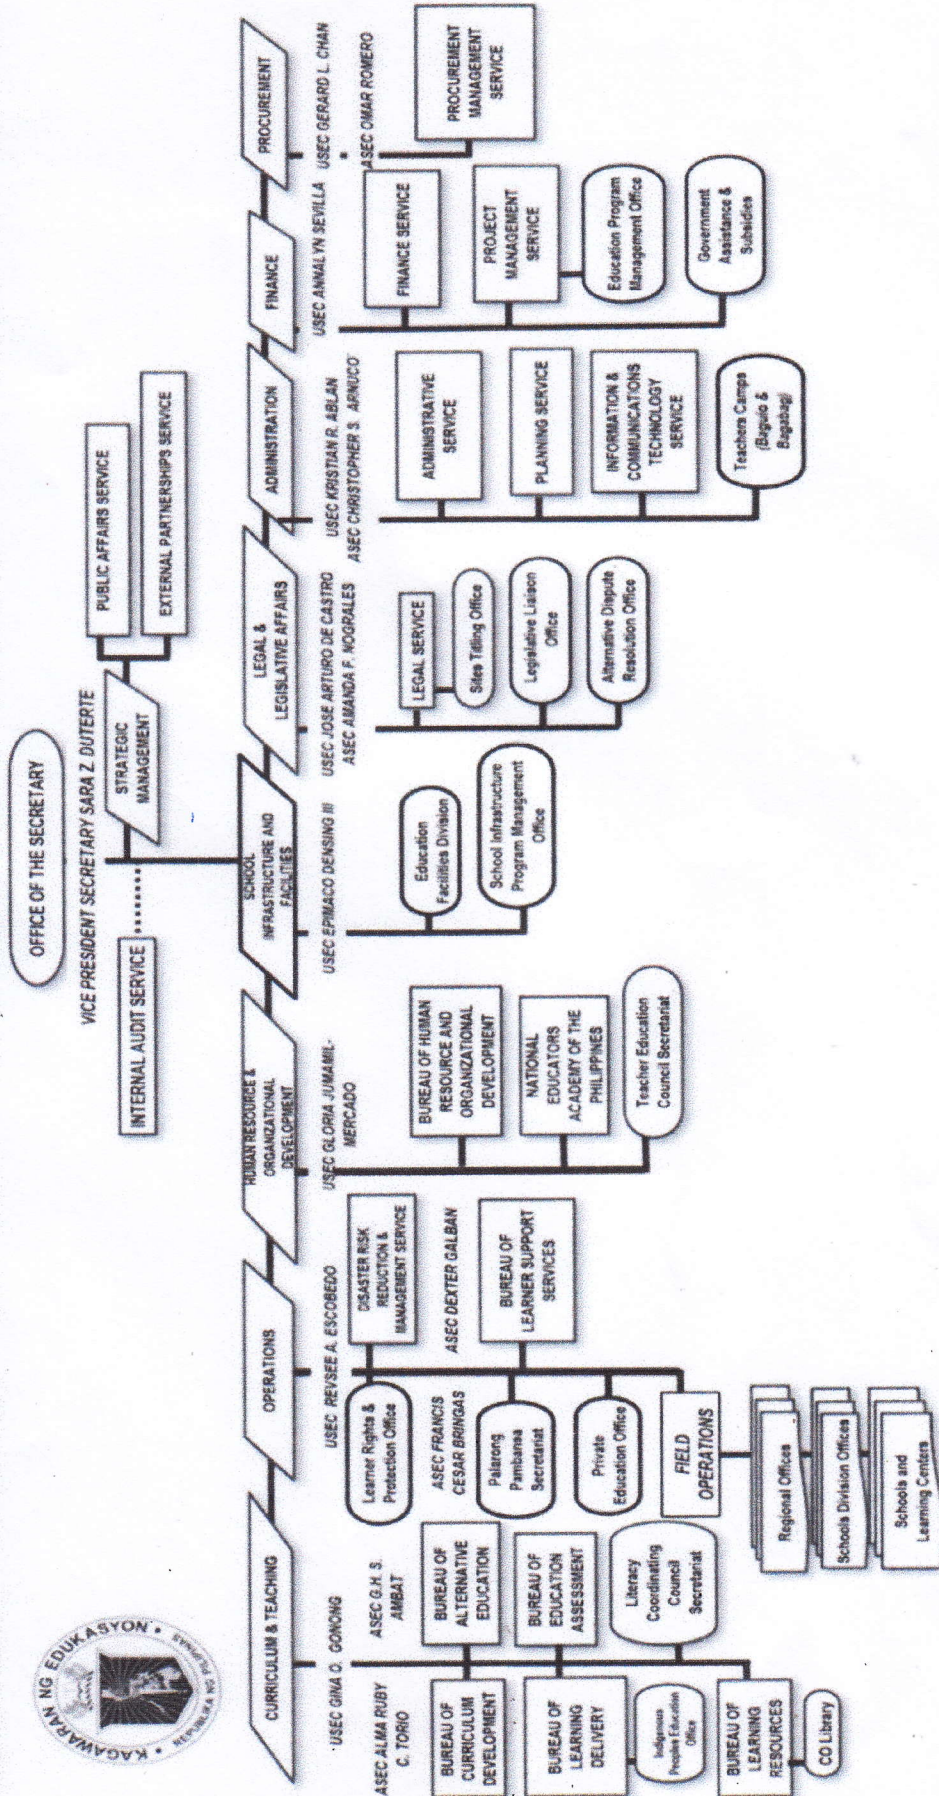 KAGAWARAN NG EDUKASYON
REPUBLIKA NG PILIPINAS
OFFICE OF THE SECRETARY
VICE PRESIDENT SECRETARY SARA Z. DUTERTE
INTERNAL AUDIT SERVICE
STRATEGIC
MANAGEMENT
PUBLIC AFFAIRS SERVICE
EXTERNAL PARTNERSHIPS SERVICE
CURRICULUM & TEACHING
USEC GINA O. GONONG
ASEC ALMA RUBY
C. TORIO
ASEC G.H. S.
AMBAT
BUREAU OF
CURRICULUM
DEVELOPMENT
BUREAU OF
ALTERNATIVE
EDUCATION
BUREAU OF
LEARNING
DELIVERY
BUREAU OF
EDUCATION
ASSESSMENT
Indigenous
Peoples Education
Office
Literacy
Coordinating
Council
Secretariat
BUREAU OF
LEARNING
RESOURCES
CO Library
OPERATIONS
USEC REVSEE A. ESCOBEDO
Learner Rights &
Protection Office
DISASTER RISK
REDUCTION &
MANAGEMENT SERVICE
ASEC FRANCIS
CESAR BRINGAS
ASEC DEXTER GALBAN
Palarong
Pambansa
Secretariat
BUREAU OF
LEARNER SUPPORT
SERVICES
Private
Education Office
FIELD
OPERATIONS
Regional Offices
Schools Division Offices
Schools and
Learning Centers
HUMAN RESOURCE &
ORGANIZATIONAL
DEVELOPMENT
USEC GLORIA JUMAMIL-
MERCADO
BUREAU OF HUMAN
RESOURCE AND
ORGANIZATIONAL
DEVELOPMENT
NATIONAL
EDUCATORS
ACADEMY OF THE
PHILIPPINES
Teacher Education
Council Secretariat
SCHOOL
INFRASTRUCTURE AND
FACILITIES
USEC EPIMACO DENSING III
Education
Facilities Division
School Infrastructure
Program Management
Office
LEGAL &
LEGISLATIVE AFFAIRS
USEC JOSE ARTURO DE CASTRO
ASEC AMANDA F. NOGRALES
LEGAL SERVICE
Sites Titling Office
Legislative Liaison
Office
Alternative Dispute
Resolution Office
ADMINISTRATION
USEC KRISTIAN R. ABLAN
ASEC CHRISTOPHER S. ARNUCO
ADMINISTRATIVE
SERVICE
PLANNING SERVICE
INFORMATION &
COMMUNICATIONS
TECHNOLOGY
SERVICE
Teachers Camps
(Baguio &
Bagabag)
FINANCE
USEC ANNALYN SEVILLA
FINANCE SERVICE
PROJECT
MANAGEMENT
SERVICE
Education Program
Management Office
Government
Assistance &
Subsidies
PROCUREMENT
USEC GERARD L. CHAN
ASEC OMAR ROMERO
PROCUREMENT
MANAGEMENT
SERVICE